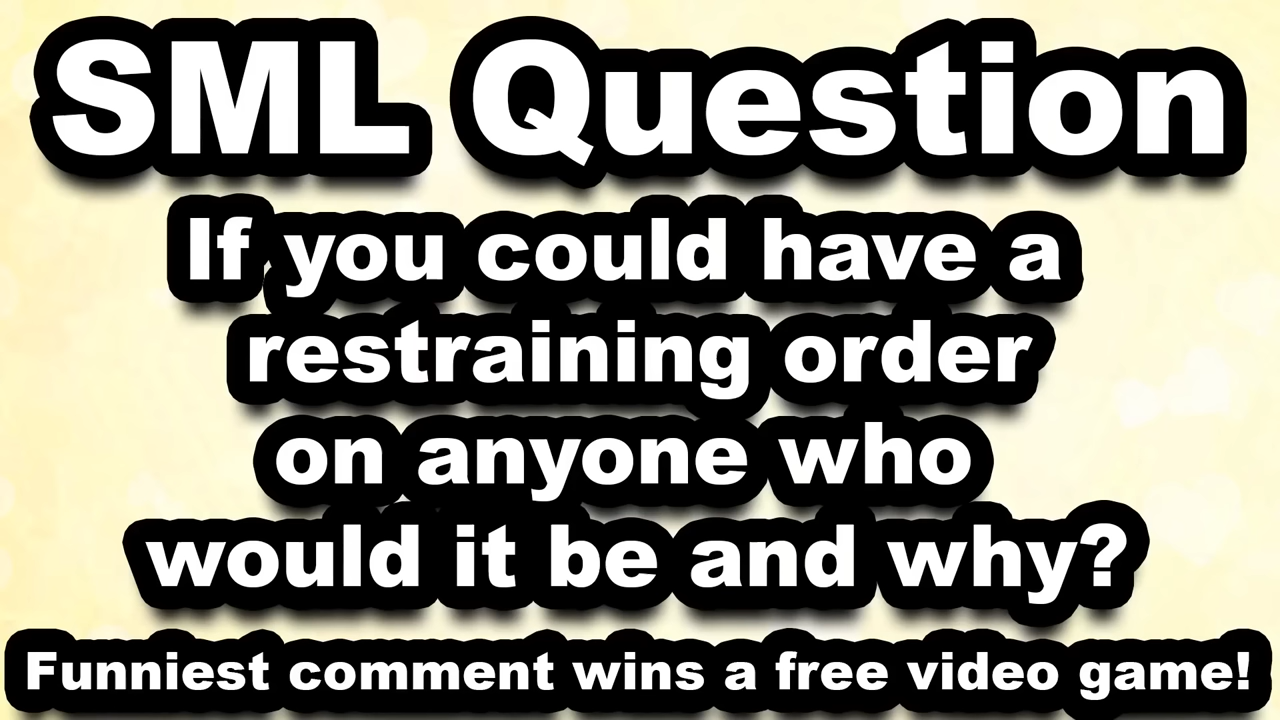 SML Question
If you could have a
restraining order
on anyone who
would it be and why?
Funniest comment wins a free video game!